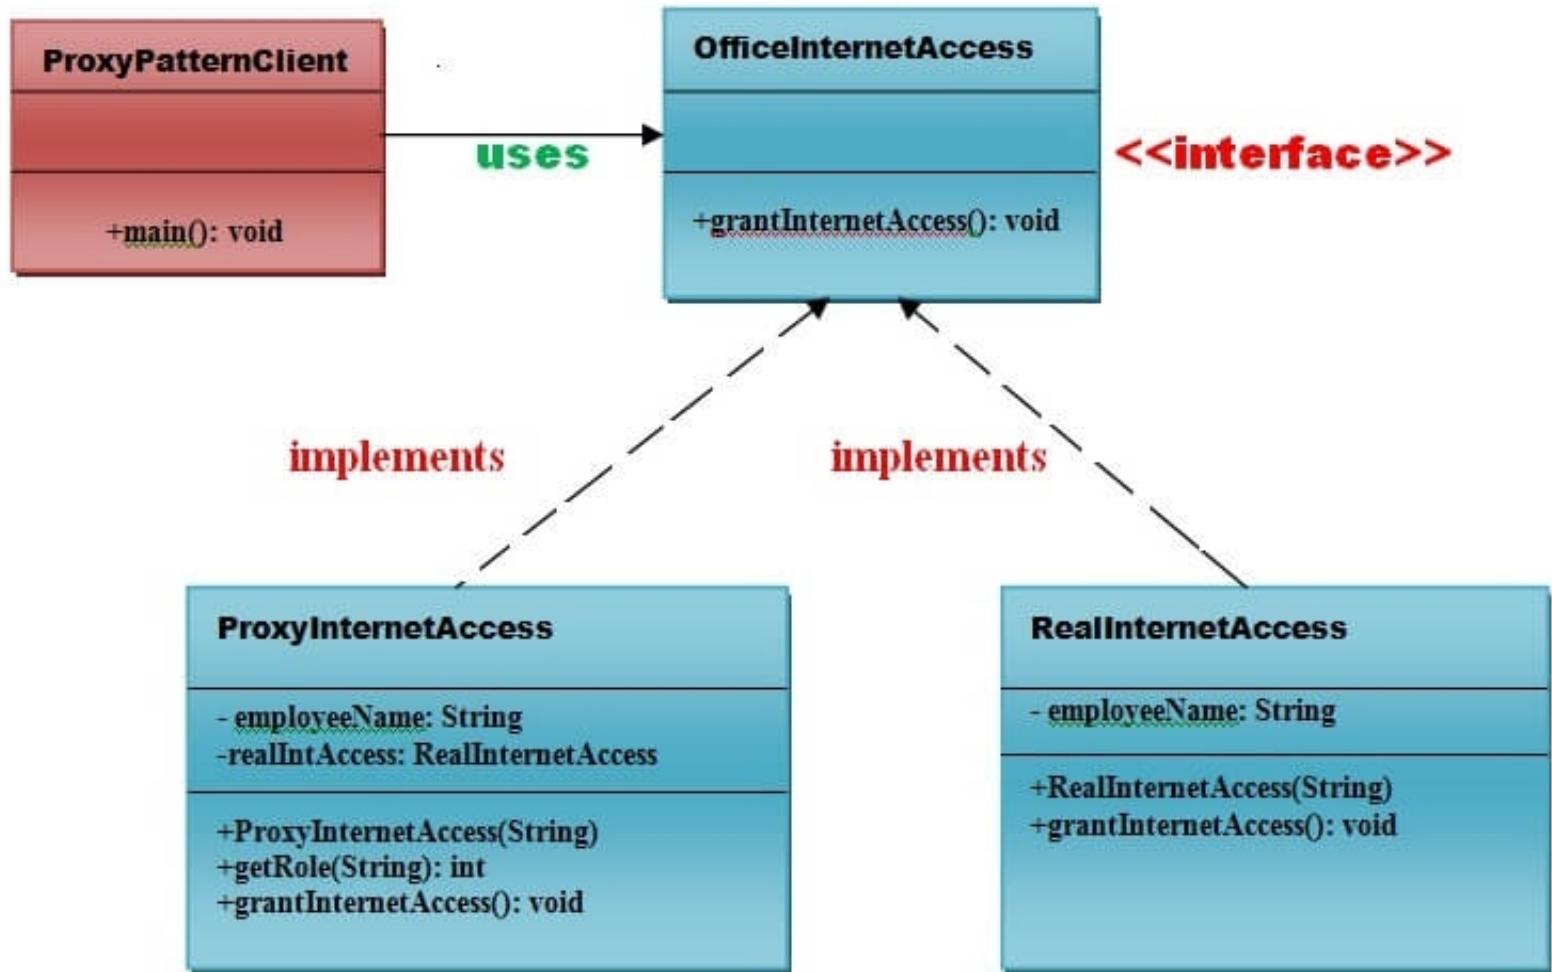 ProxyPatternClient
+main(): void
uses
OfficeInternetAccess
+grantInternetAccess(): void
<<interface>>
implements
implements
ProxyInternetAccess
- employeeName: String
-realIntAccess: RealInternetAccess
+ProxyInternetAccess(String)
+getRole(String): int
+grantInternetAccess(): void
RealInternetAccess
- employeeName: String
+RealInternetAccess(String)
+grantInternetAccess(): void